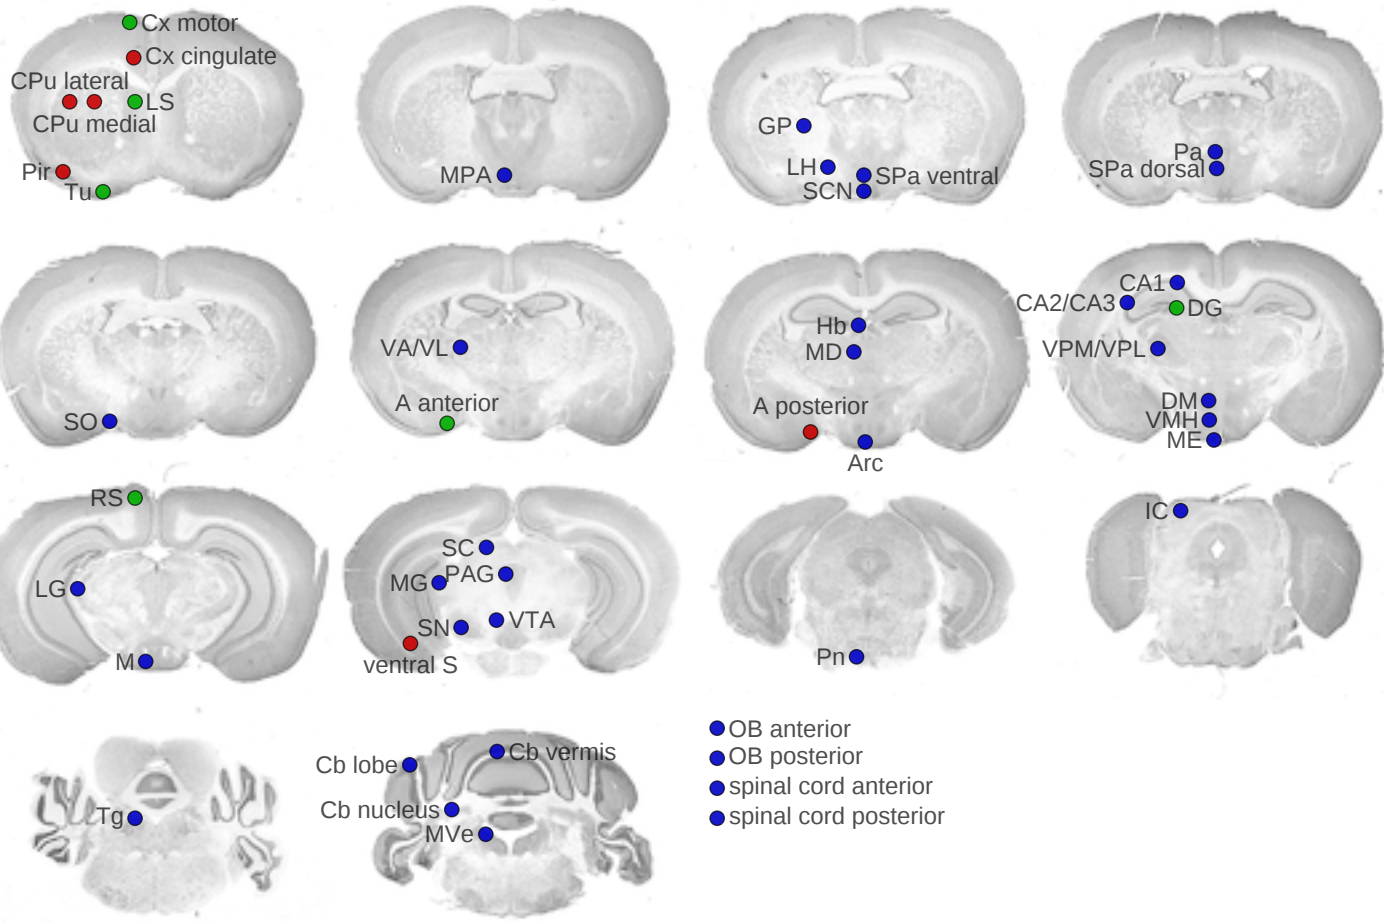 Cx motor
Cx cingulate
CPu lateral
LS
CPu medial
Pir
Tu
MPA
GP
LH
SPa ventral
SCN
Pa
SPa dorsal
SO
VA/VL
A anterior
Hb
MD
A posterior
Arc
CA1
CA2/CA3
DG
VPM/VPL
DM
VMH
ME
RS
LG
M
SC
MG
PAG
SN
VTA
ventral S
Pn
IC
Tg
Cb lobe
Cb vermis
Cb nucleus
MVe
OB anterior
OB posterior
spinal cord anterior
spinal cord posterior